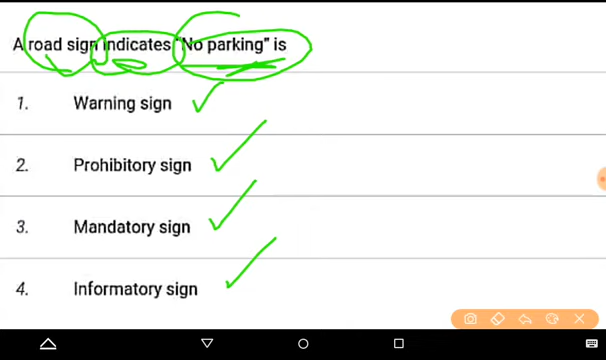 A road sign indicates “No parking” is
1. Warning sign
2. Prohibitory sign
3. Mandatory sign
4. Informatory sign